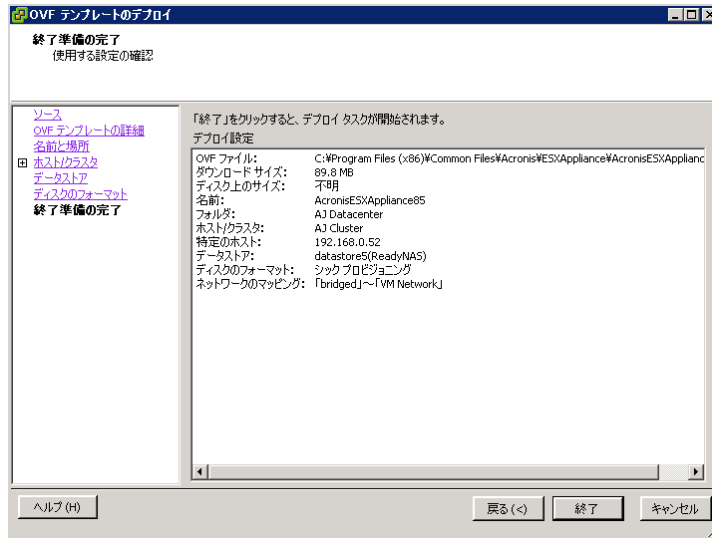 OVF テンプレートのデプロイ
終了準備の完了
使用する設定の確認
ソース
OVF テンプレートの詳細
名前と場所
ホスト/クラスタ
データストア
ディスクのフォーマット
終了準備の完了
「終了」をクリックすると、デプロイ タスクが開始されます。
デプロイ設定
OVF ファイル: C:¥Program Files (x86)¥Common Files¥Acronis¥ESXAppliance¥AcronisESXApplianc
ダウンロード サイズ: 89.8 MB
ディスク上のサイズ: 不明
名前: AcronisESXAppliance85
フォルダ: AJ Datacenter
ホスト/クラスタ: AJ Cluster
特定のホスト: 192.168.0.52
データストア: datastore5(ReadyNAS)
ディスクのフォーマット: シック プロビジョニング
ネットワークのマッピング: 「bridged」～「VM Network」
ヘルプ(H)
戻る(<)
終了
キャンセル